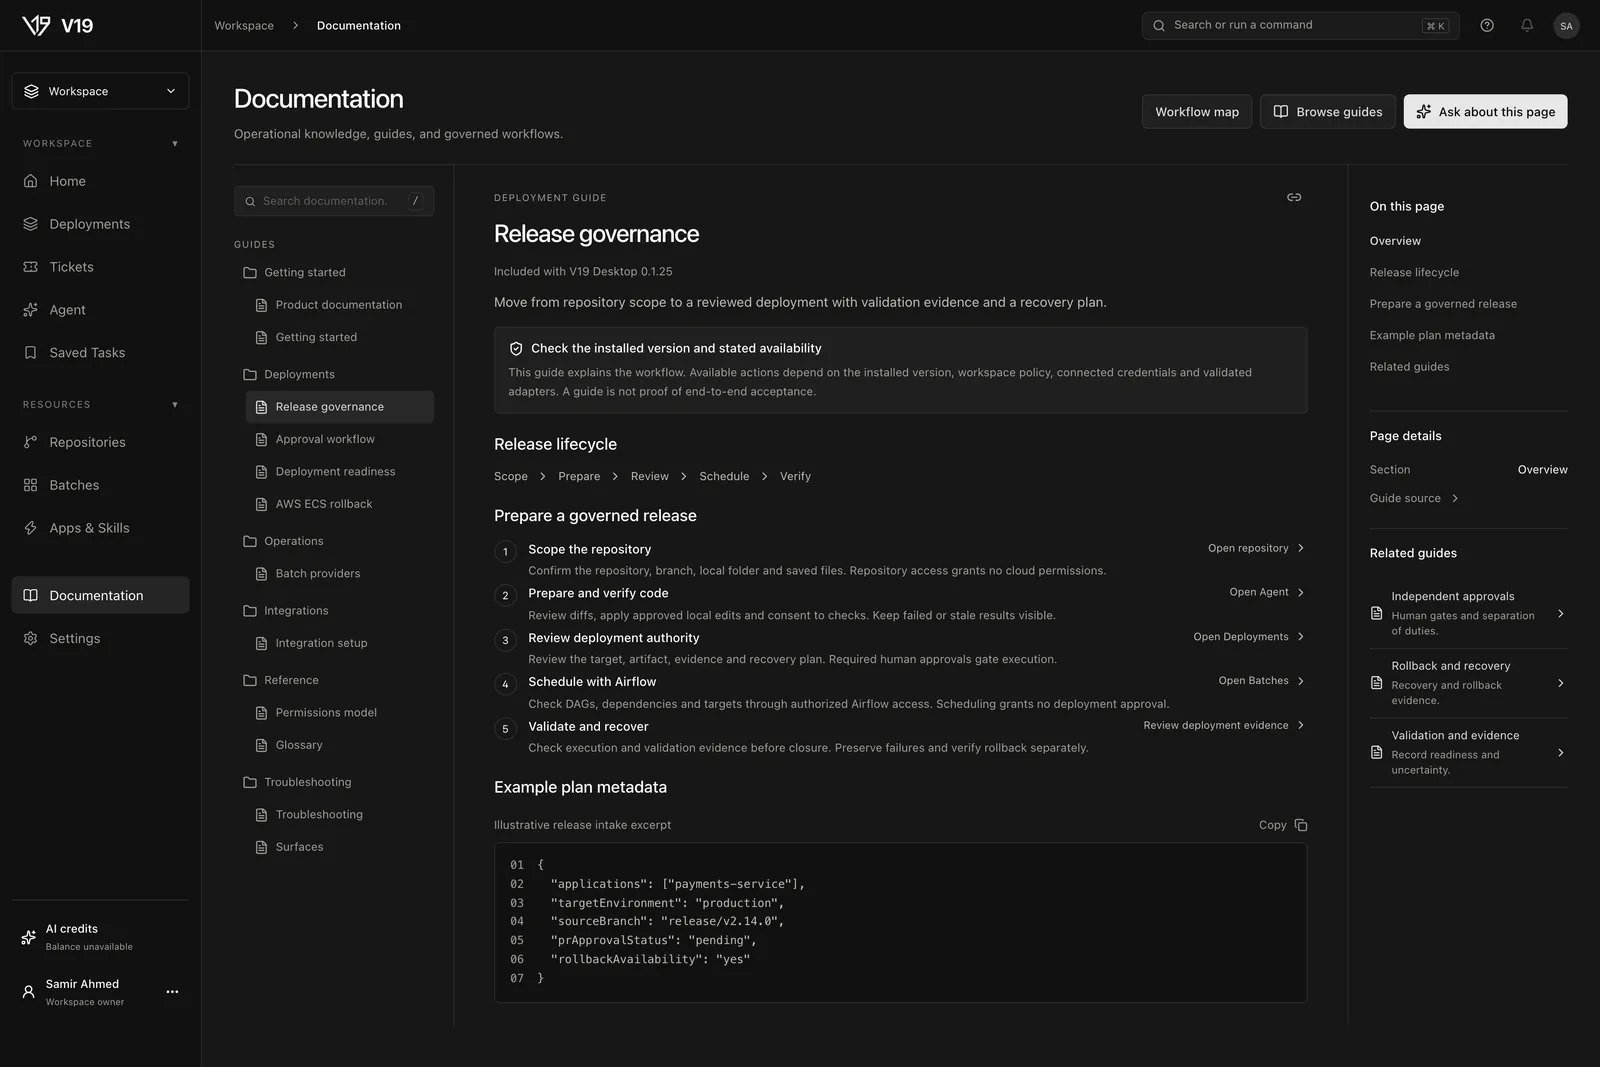 V19
Workspace
Documentation
Search or run a command
⌘ K
SA
Workspace
WORKSPACE
Home
Deployments
Tickets
Agent
Saved Tasks
RESOURCES
Repositories
Batches
Apps & Skills
Documentation
Settings
AI credits
Balance unavailable
Samir Ahmed
Workspace owner
Documentation
Operational knowledge, guides, and governed workflows.
Workflow map
Browse guides
Ask about this page
Search documentation.
/
GUIDES
Getting started
Product documentation
Getting started
Deployments
Release governance
Approval workflow
Deployment readiness
AWS ECS rollback
Operations
Batch providers
Integrations
Integration setup
Reference
Permissions model
Glossary
Troubleshooting
Troubleshooting
Surfaces
DEPLOYMENT GUIDE
Release governance
Included with V19 Desktop 0.1.25
Move from repository scope to a reviewed deployment with validation evidence and a recovery plan.
Check the installed version and stated availability
This guide explains the workflow. Available actions depend on the installed version, workspace policy, connected credentials and validated
adapters. A guide is not proof of end-to-end acceptance.
Release lifecycle
Scope > Prepare > Review > Schedule > Verify
Prepare a governed release
1 Scope the repository
Open repository
Confirm the repository, branch, local folder and saved files. Repository access grants no cloud permissions.
2 Prepare and verify code
Open Agent
Review diffs, apply approved local edits and consent to checks. Keep failed or stale results visible.
3 Review deployment authority
Open Deployments
Review the target, artifact, evidence and recovery plan. Required human approvals gate execution.
4 Schedule with Airflow
Open Batches
Check DAGs, dependencies and targets through authorized Airflow access. Scheduling grants no deployment approval.
5 Validate and recover
Review deployment evidence
Check execution and validation evidence before closure. Preserve failures and verify rollback separately.
Example plan metadata
Illustrative release intake excerpt
Copy
01 {
02 "applications": ["payments-service"],
03 "targetEnvironment": "production",
04 "sourceBranch": "release/v2.14.0",
05 "prApprovalStatus": "pending",
06 "rollbackAvailability": "yes"
07 }
On this page
Overview
Release lifecycle
Prepare a governed release
Example plan metadata
Related guides
Page details
Section
Overview
Guide source
Related guides
Independent approvals
Human gates and separation
of duties.
Rollback and recovery
Recovery and rollback
evidence.
Validation and evidence
Record readiness and
uncertainty.